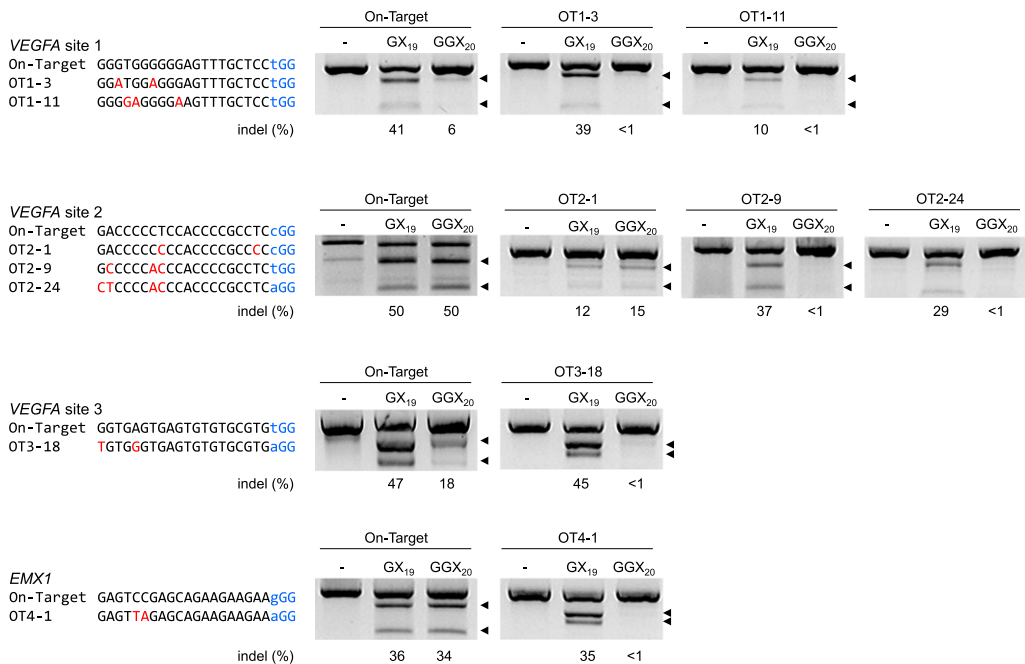 On-Target OT1-3 OT1-11
- GX₁₉ GGX₂₀ - GX₁₉ GGX₂₀ - GX₁₉ GGX₂₀
VEGFA site 1
On-Target GGGTGGGGGGAGTTTGCTCCtGG
OT1-3 GGATGGAGGGAGTTTGCTCCtGG
OT1-11 GGGGAGGGGAAGTTTGCTCCtGG
indel (%) 41 6 39 <1 10 <1
On-Target OT2-1 OT2-9 OT2-24
- GX₁₉ GGX₂₀ - GX₁₉ GGX₂₀ - GX₁₉ GGX₂₀ - GX₁₉ GGX₂₀
VEGFA site 2
On-Target GACCCCCTCCACCCCGCCTCcGG
OT2-1 GACCCCCCCCACCCCGCCCCcGG
OT2-9 GCCCCCACCCACCCCGCCTCtGG
OT2-24 CTCCCCACCCACCCCGCCTCaGG
indel (%) 50 50 12 15 37 <1 29 <1
On-Target OT3-18
- GX₁₉ GGX₂₀ - GX₁₉ GGX₂₀
VEGFA site 3
On-Target GGTGAGTGAGTGTGTGCGTGtGG
OT3-18 TGTGGGTGAGTGTGTGCGTGaGG
indel (%) 47 18 45 <1
On-Target OT4-1
- GX₁₉ GGX₂₀ - GX₁₉ GGX₂₀
EMX1
On-Target GAGTCCGAGCAGAAGAAGAAgGG
OT4-1 GAGTTAGAGCAGAAGAAGAAaGG
indel (%) 36 34 35 <1